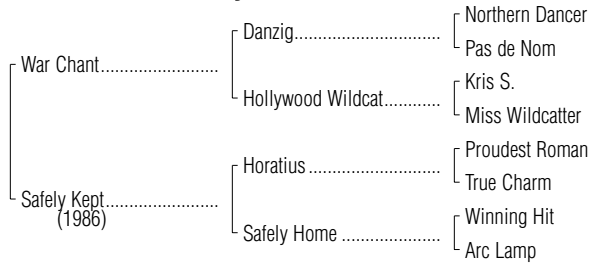 Northern Dancer
Danzig
Pas de Nom
War Chant
Kris S.
Hollywood Wildcat
Miss Wildcatter
Proudest Roman
Horatius
True Charm
Safely Kept
(1986)
Winning Hit
Safely Home
Arc Lamp